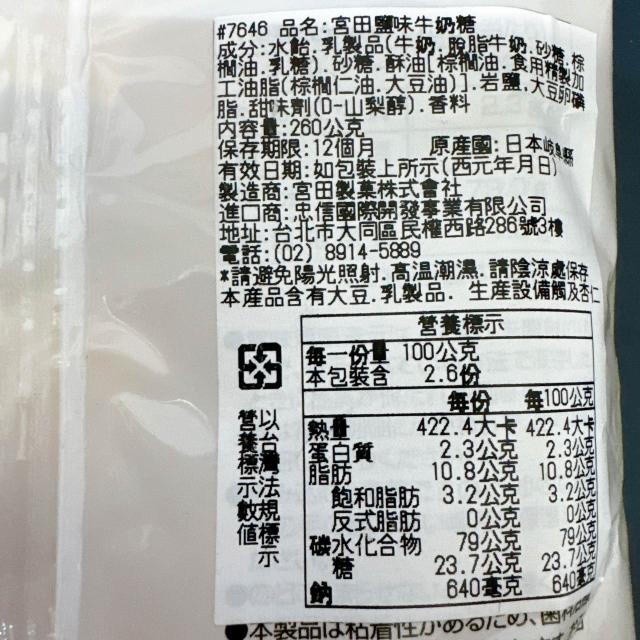 #7646 品名:宮田鹽味牛奶糖
成分:水飴.乳製品(牛奶.脫脂牛奶.砂糖.棕
櫚油.乳糖).砂糖.酥油[棕櫚油.食用精製加
工油脂(棕櫚仁油.大豆油)].岩鹽.大豆卵磷
脂.甜味劑(D-山梨醇).香料
內容量:260公克
保存期限:12個月 原產國:日本岐阜縣
有效日期:如包裝上所示(西元年月日)
製造商:宮田製菓株式會社
進口商:忠信國際開發事業有限公司
地址:台北市大同區民權西路286號3樓
電話:(02) 8914-5889
*請避免陽光照射.高溫潮濕.請陰涼處保存
本產品含有大豆.乳製品. 生產設備觸及杏仁
營養標示
每一份量 100公克
本包裝含 2.6份
每份 每100公克
熱量 422.4大卡 422.4大卡
蛋白質 2.3公克 2.3公克
脂肪 10.8公克 10.8公克
飽和脂肪 3.2公克 3.2公克
反式脂肪 0公克 0公克
碳水化合物 79公克 79公克
糖 23.7公克 23.7公克
鈉 640毫克 640毫克
以台灣法規標示
營養標示數值
●本製品は粘着性があるため、歯科治